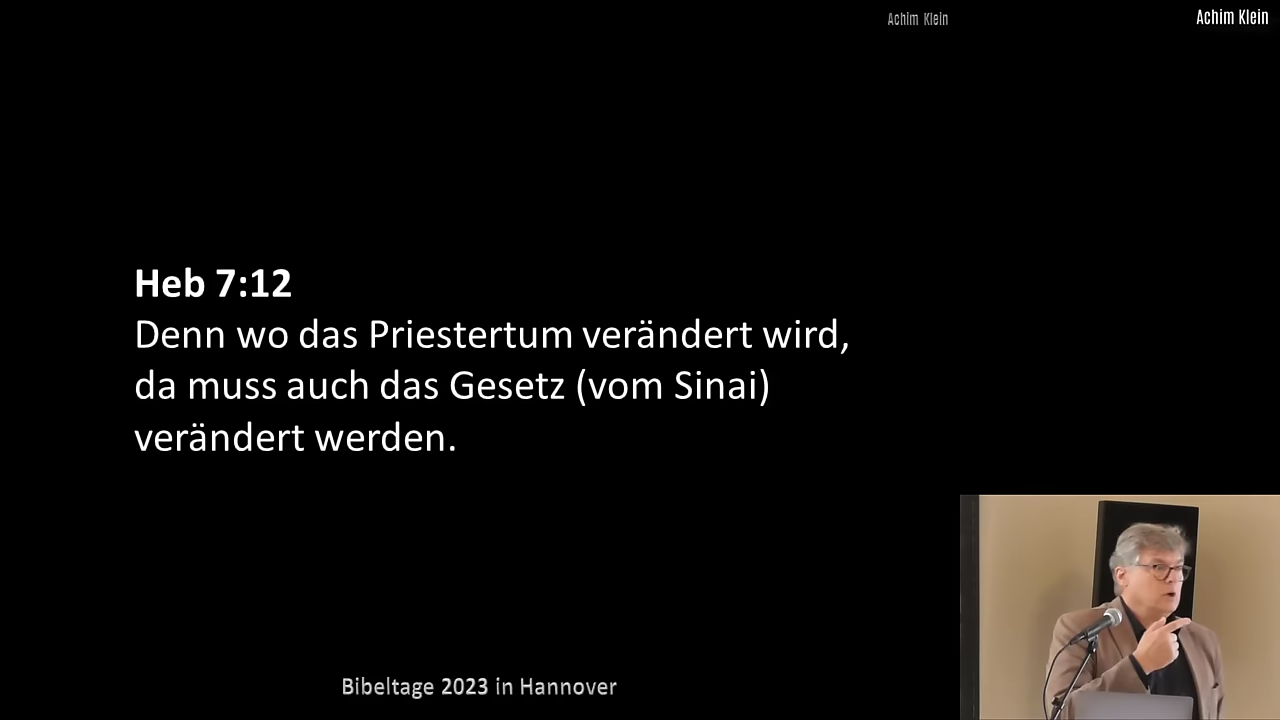 Achim Klein
Achim Klein
Heb 7:12
Denn wo das Priestertum verändert wird,
da muss auch das Gesetz (vom Sinai)
verändert werden.
Bibeltage 2023 in Hannover